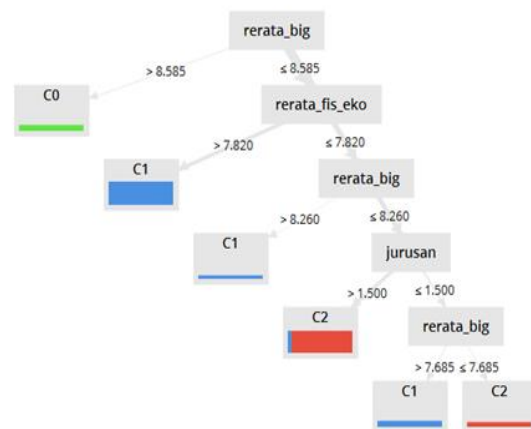 rerata_big
> 8.585
≤ 8.585
C0
rerata_fis_eko
> 7.820
≤ 7.820
C1
rerata_big
> 8.260
≤ 8.260
C1
jurusan
> 1.500
≤ 1.500
C2
rerata_big
> 7.685
≤ 7.685
C1
C2